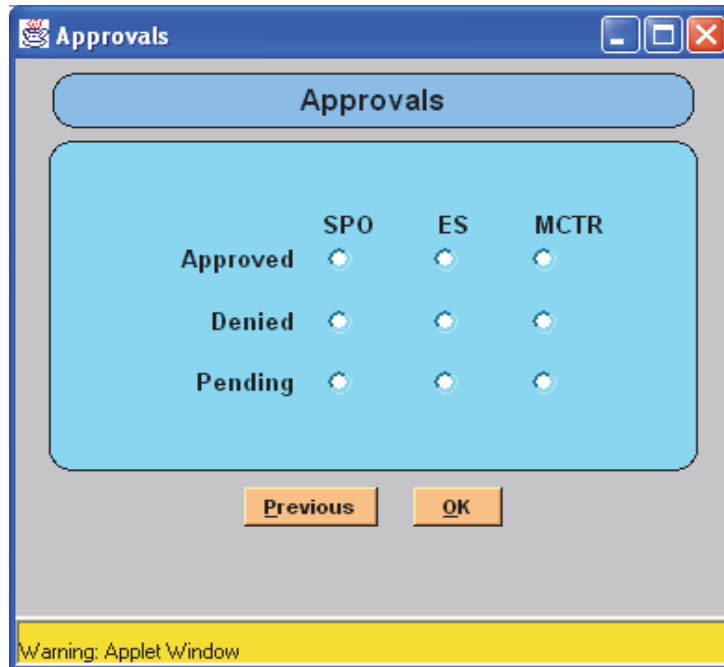 Approvals
Approvals
SPO ES MCTR
Approved
Denied
Pending
Previous OK
Warning: Applet Window